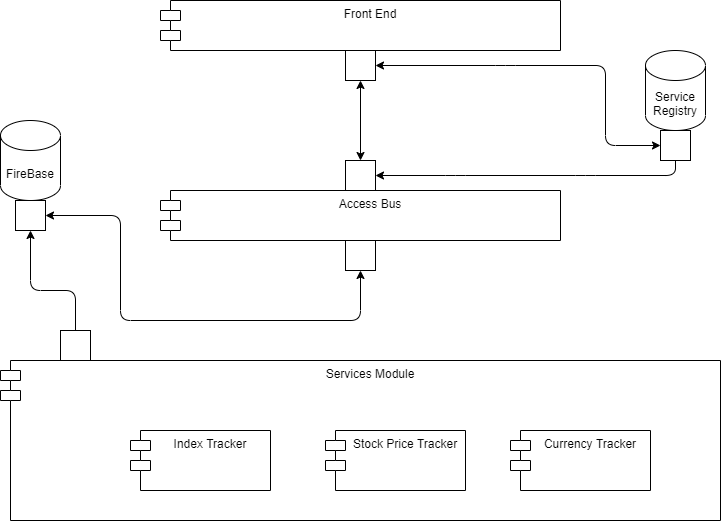 Front End
Service
Registry
FireBase
Access Bus
Services Module
Index Tracker
Stock Price Tracker
Currency Tracker